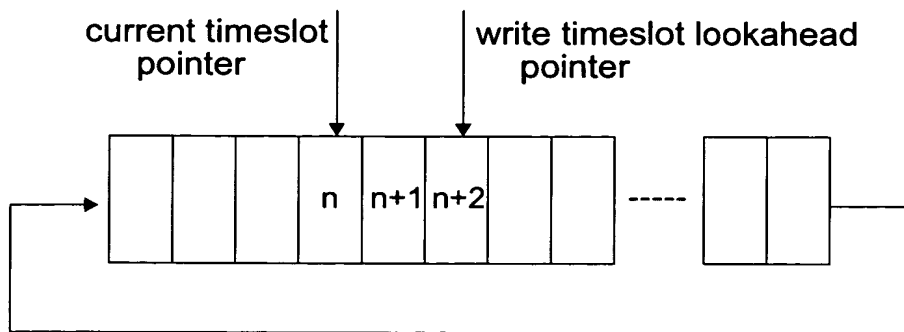 current timeslot
pointer
write timeslot lookahead
pointer
n
n+1
n+2